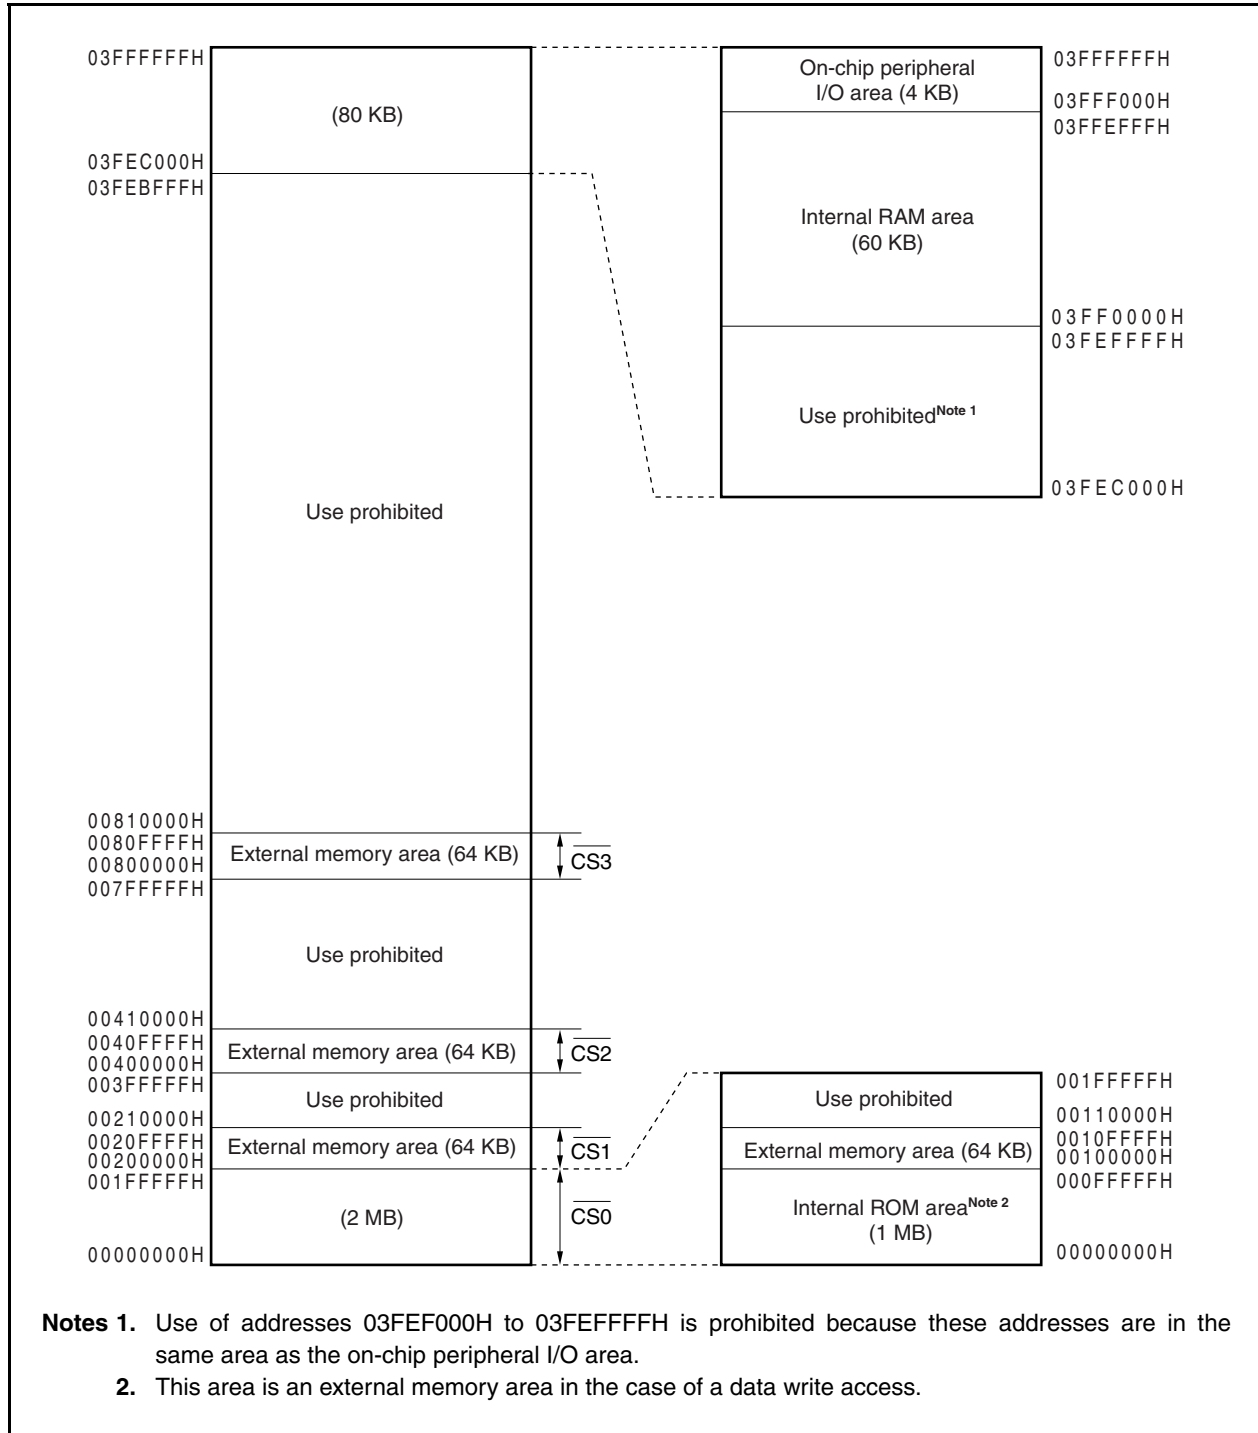 03FFFFFFH
(80 KB)
03FEC000H
03FEBFFFH
Use prohibited
00810000H
0080FFFFH
External memory area (64 KB)
CS3
00800000H
007FFFFFH
Use prohibited
00410000H
0040FFFFH
External memory area (64 KB)
CS2
00400000H
003FFFFFH
Use prohibited
00210000H
0020FFFFH
External memory area (64 KB)
CS1
00200000H
001FFFFFH
(2 MB)
CS0
00000000H
On-chip peripheral
I/O area (4 KB)
03FFFFFFH
03FFF000H
03FFEFFFH
Internal RAM area
(60 KB)
03FF0000H
03FEFFFFH
Use prohibitedNote 1
03FEC000H
001FFFFFH
Use prohibited
00110000H
0010FFFFH
External memory area (64 KB)
00100000H
000FFFFFH
Internal ROM areaNote 2
(1 MB)
00000000H
Notes 1. Use of addresses 03FEF000H to 03FEFFFFH is prohibited because these addresses are in the
same area as the on-chip peripheral I/O area.
2. This area is an external memory area in the case of a data write access.